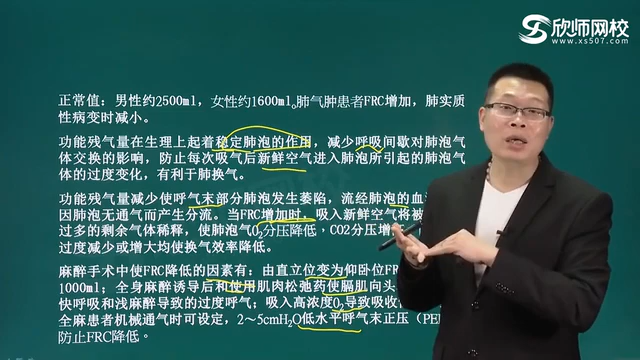 欣师网校
www.xs507.com
正常值：男性约2500ml，女性约1600ml。肺气肿患者FRC增加，肺实质
性病变时减小。
功能残气量在生理上起着稳定肺泡的作用，减少呼吸间歇对肺泡气
体交换的影响，防止每次吸气后新鲜空气进入肺泡所引起的肺泡气
体的过度变化，有利于肺换气。
功能残气量减少使呼气末部分肺泡发生萎陷，流经肺泡的血
因肺泡无通气而产生分流。当FRC增加时，吸入新鲜空气将被
过多的剩余气体稀释，使肺泡气O₂分压降低，CO2分压增
过度减少或增大均使换气效率降低。
麻醉手术中使FRC降低的因素有：由直立位变为仰卧位FR
1000ml；全身麻醉诱导后和使用肌肉松弛药使膈肌向头
快呼吸和浅麻醉导致的过度呼气；吸入高浓度O₂导致吸收
全麻患者机械通气时可设定，2～5cmH₂O低水平呼气末正压（PE
防止FRC降低。